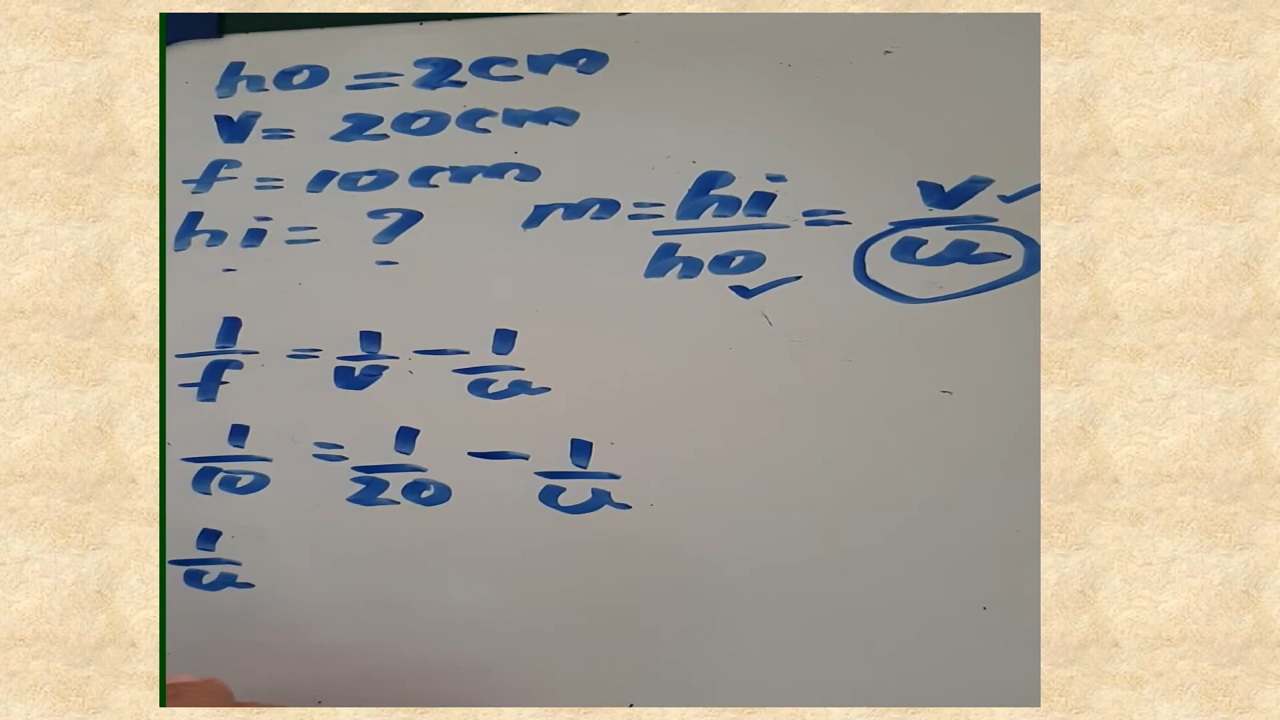 ho = 2cm
v = 20cm
f = 10cm
hi = ?
m = hi/ho = v/u
1/f = 1/v - 1/u
1/10 = 1/20 - 1/u
1/u